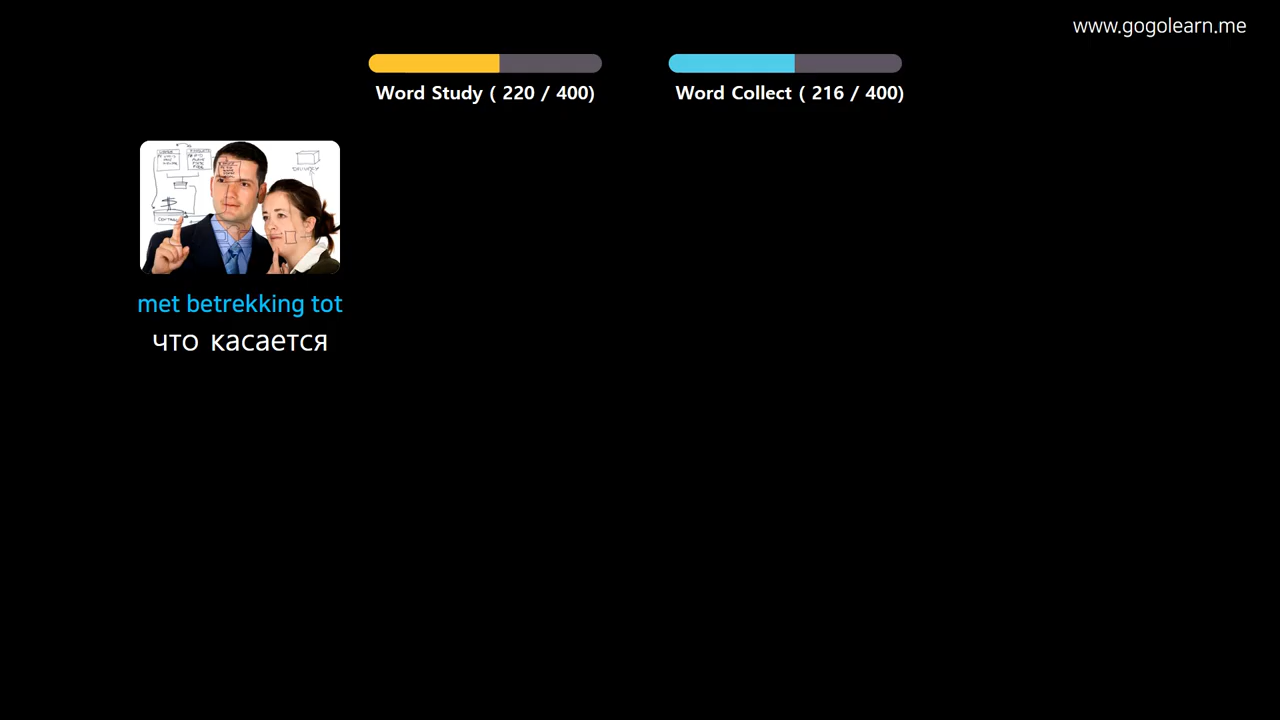 www.gogolearn.me
Word Study ( 220 / 400)
Word Collect ( 216 / 400)
met betrekking tot
что касается